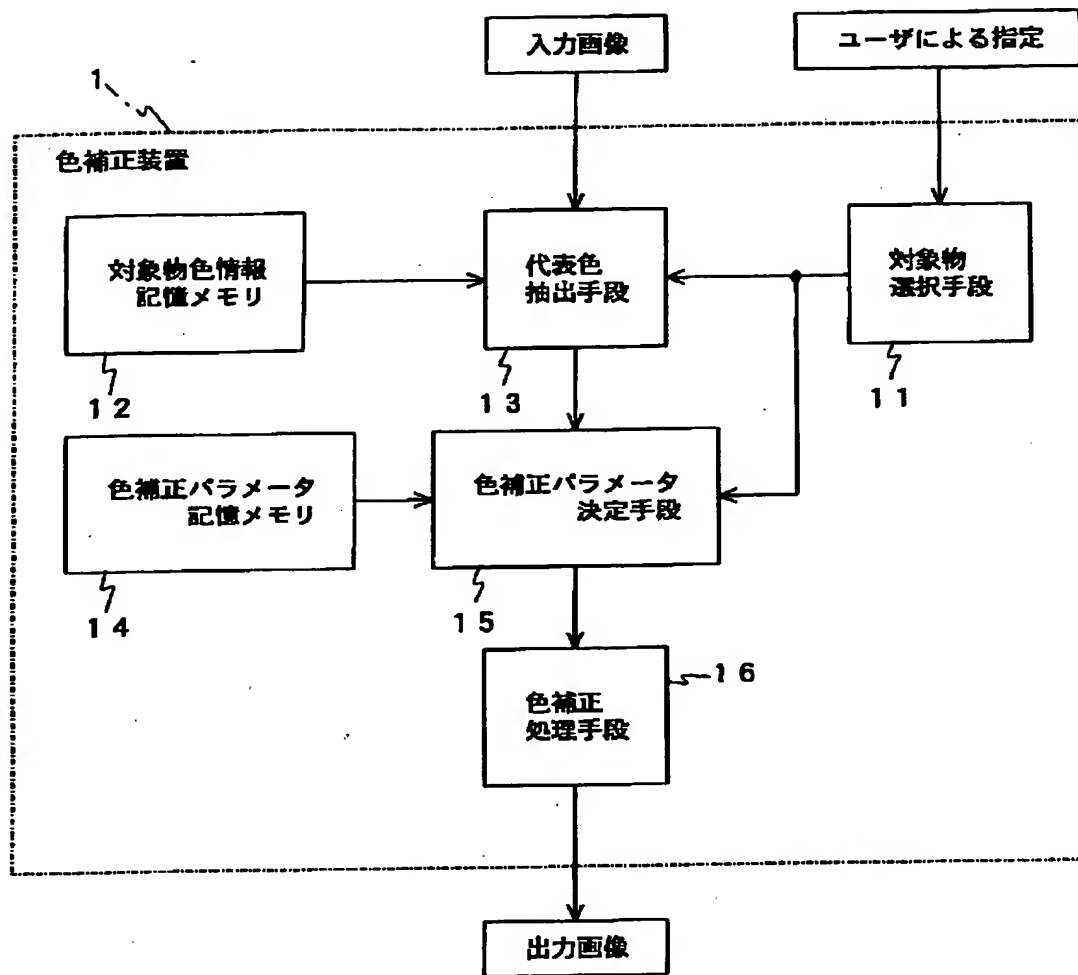 入力画像
ユーザによる指定
1
色補正装置
対象物色情報
記憶メモリ
12
代表色
抽出手段
13
対象物
選択手段
11
色補正パラメータ
記憶メモリ
14
色補正パラメータ
決定手段
15
色補正
処理手段
16
出力画像